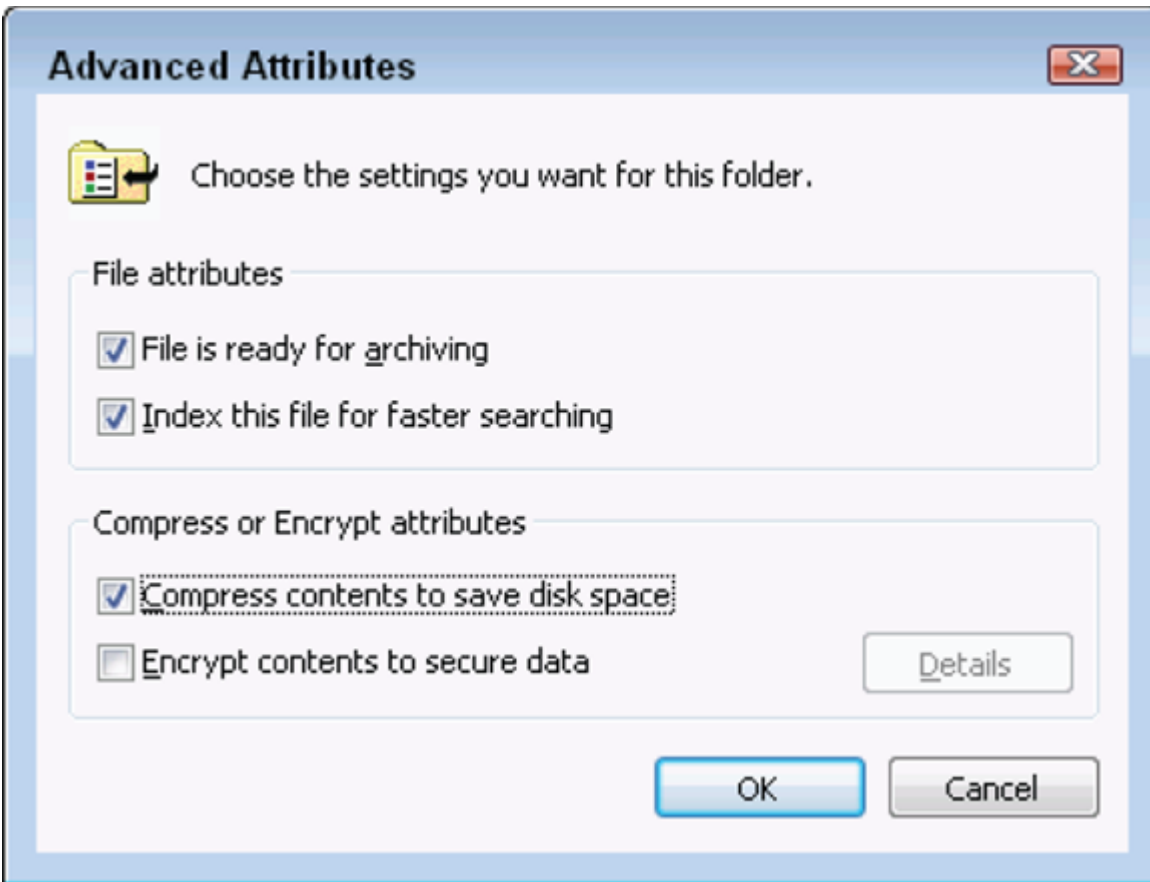 Advanced Attributes
Choose the settings you want for this folder.
File attributes
File is ready for archiving
Index this file for faster searching
Compress or Encrypt attributes
Compress contents to save disk space
Encrypt contents to secure data
Details
OK
Cancel